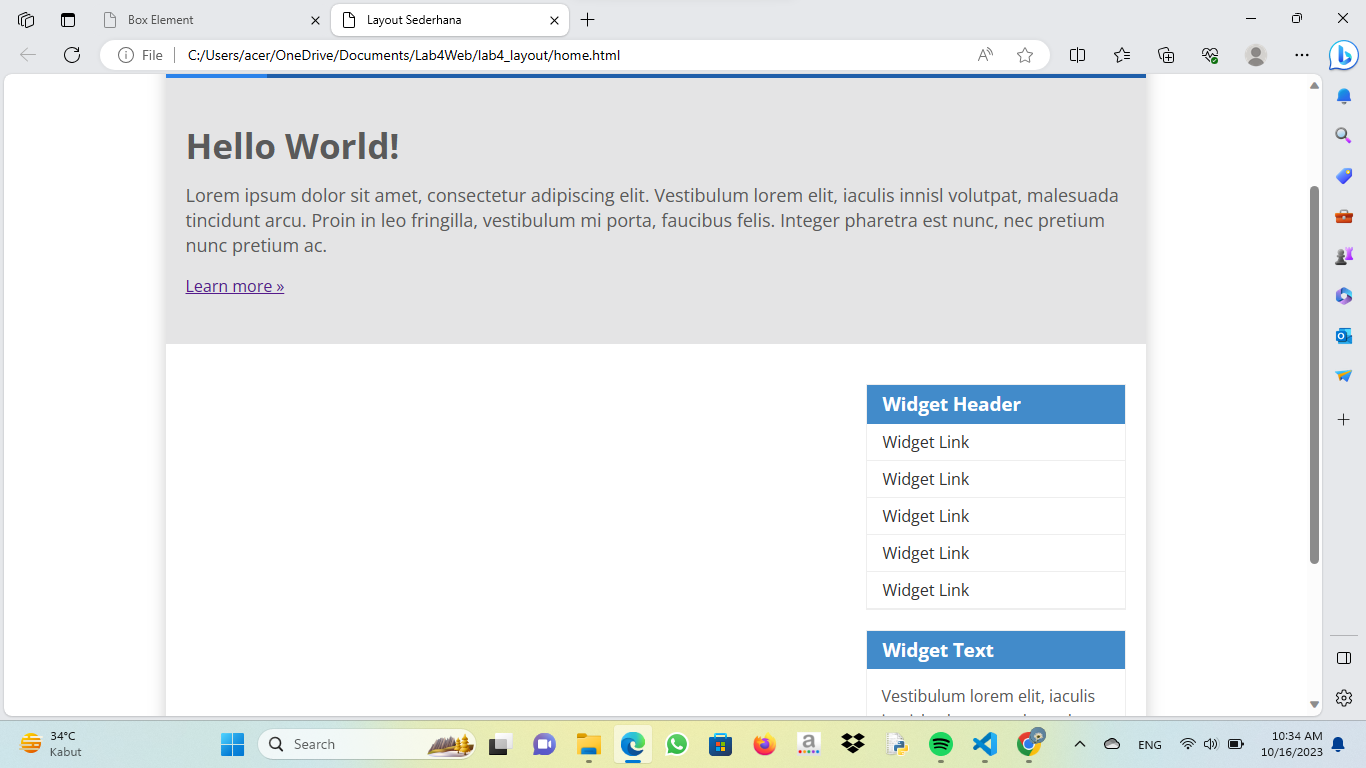 Box Element
Layout Sederhana
File
C:/Users/acer/OneDrive/Documents/Lab4Web/lab4_layout/home.html
Hello World!
Lorem ipsum dolor sit amet, consectetur adipiscing elit. Vestibulum lorem elit, iaculis innisl volutpat, malesuada
tincidunt arcu. Proin in leo fringilla, vestibulum mi porta, faucibus felis. Integer pharetra est nunc, nec pretium
nunc pretium ac.
Learn more »
Widget Header
Widget Link
Widget Link
Widget Link
Widget Link
Widget Link
Widget Text
Vestibulum lorem elit, iaculis
34°C
Kabut
Search
ENG
10:34 AM
10/16/2023